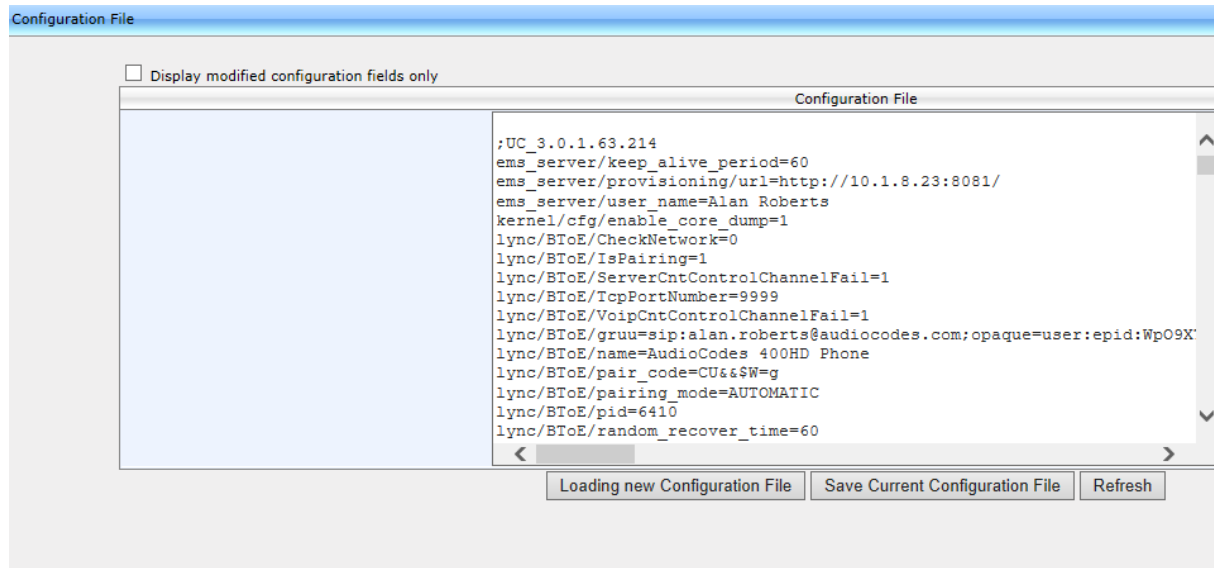 Configuration File
Display modified configuration fields only
Configuration File
;UC_3.0.1.63.214
ems_server/keep_alive_period=60
ems_server/provisioning/url=http://10.1.8.23:8081/
ems_server/user_name=Alan Roberts
kernel/cfg/enable_core_dump=1
lync/BToE/CheckNetwork=0
lync/BToE/IsPairing=1
lync/BToE/ServerCntControlChannelFail=1
lync/BToE/TcpPortNumber=9999
lync/BToE/VoipCntControlChannelFail=1
lync/BToE/gruu=sip:alan.roberts@audiocodes.com;opaque=user:epid:WpO9X
lync/BToE/name=AudioCodes 400HD Phone
lync/BToE/pair_code=CU&&$W=g
lync/BToE/pairing_mode=AUTOMATIC
lync/BToE/pid=6410
lync/BToE/random_recover_time=60
Loading new Configuration File
Save Current Configuration File
Refresh